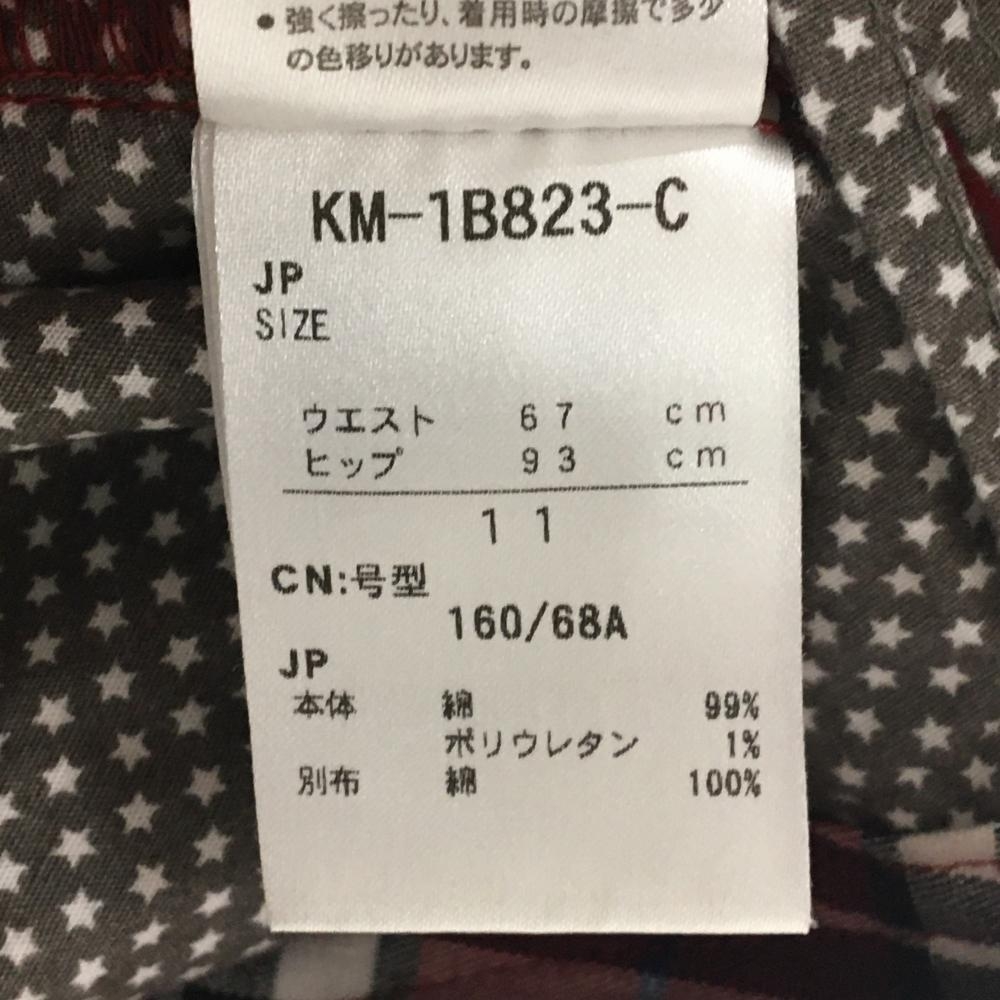 ● 強く擦ったり、着用時の摩擦で多少
の色移りがあります。
KM-1B823-C
JP
SIZE
ウエスト 67 cm
ヒップ 93 cm
11
CN:号型
160/68A
JP
本体 綿 99%
ポリウレタン 1%
別布 綿 100%